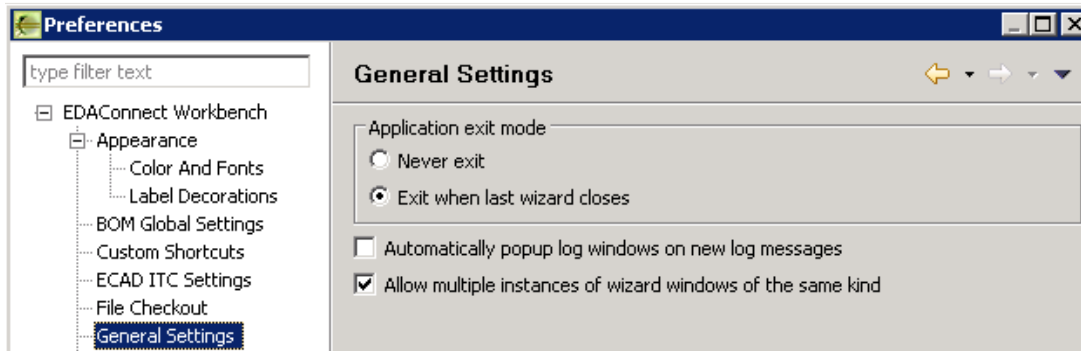 Preferences
type filter text
EDAConnect Workbench
Appearance
Color And Fonts
Label Decorations
BOM Global Settings
Custom Shortcuts
ECAD ITC Settings
File Checkout
General Settings
General Settings
Application exit mode
Never exit
Exit when last wizard closes
Automatically popup log windows on new log messages
Allow multiple instances of wizard windows of the same kind